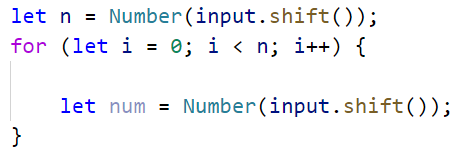 let n = Number(input.shift());
for (let i = 0; i < n; i++) {
let num = Number(input.shift());
}